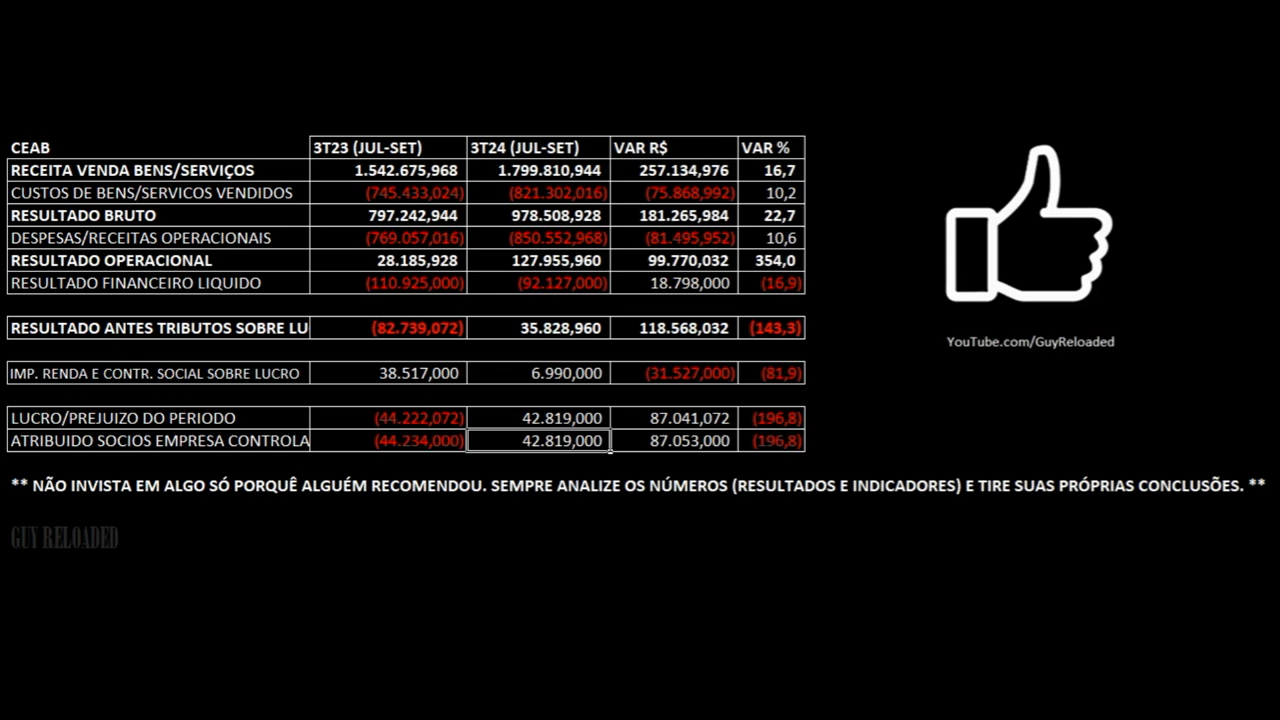 CEAB 3T23 (JUL-SET) 3T24 (JUL-SET) VAR R$ VAR %
RECEITA VENDA BENS/SERVIÇOS 1.542.675,968 1.799.810,944 257.134,976 16,7
CUSTOS DE BENS/SERVICOS VENDIDOS (745.433,024) (821.302,016) (75.868,992) 10,2
RESULTADO BRUTO 797.242,944 978.508,928 181.265,984 22,7
DESPESAS/RECEITAS OPERACIONAIS (769.057,016) (850.552,968) (81.495,952) 10,6
RESULTADO OPERACIONAL 28.185,928 127.955,960 99.770,032 354,0
RESULTADO FINANCEIRO LIQUIDO (110.925,000) (92.127,000) 18.798,000 (16,9)
RESULTADO ANTES TRIBUTOS SOBRE LU (82.739,072) 35.828,960 118.568,032 (143,3)
IMP. RENDA E CONTR. SOCIAL SOBRE LUCRO 38.517,000 6.990,000 (31.527,000) (81,9)
LUCRO/PREJUIZO DO PERIODO (44.222,072) 42.819,000 87.041,072 (196,8)
ATRIBUIDO SOCIOS EMPRESA CONTROLA (44.234,000) 42.819,000 87.053,000 (196,8)
YouTube.com/GuyReloaded
** NÃO INVISTA EM ALGO SÓ PORQUÊ ALGUÉM RECOMENDOU. SEMPRE ANALIZE OS NÚMEROS (RESULTADOS E INDICADORES) E TIRE SUAS PRÓPRIAS CONCLUSÕES. **
GUY RELOADED